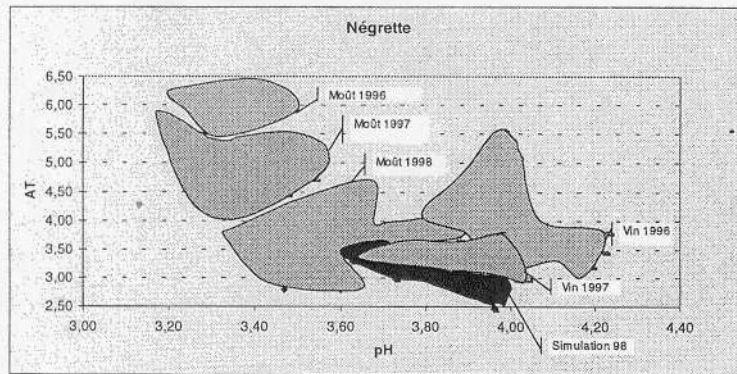 Négrette
AT
6,50
6,00
5,50
5,00
4,50
4,00
3,50
3,00
2,50
Moût 1996
Moût 1997
Moût 1998
Vin 1996
Vin 1997
Simulation 98
3,00
3,20
3,40
3,60
3,80
4,00
4,20
4,40
pH